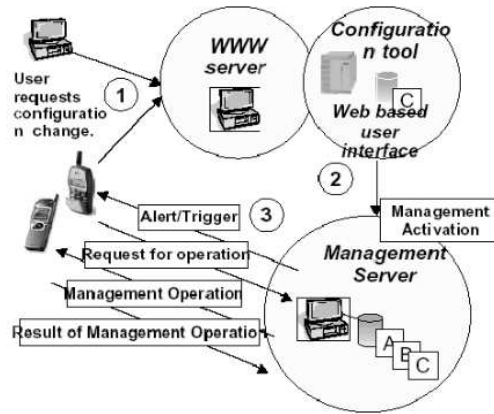 WWW
server
Configuratio
n tool
User
requests
configuratio
n change.
1
C
Web based
user
interface
2
Alert/Trigger
3
Management
Activation
Request for operation
Management
Server
Management Operation
Result of Management Operatio
A
B
C